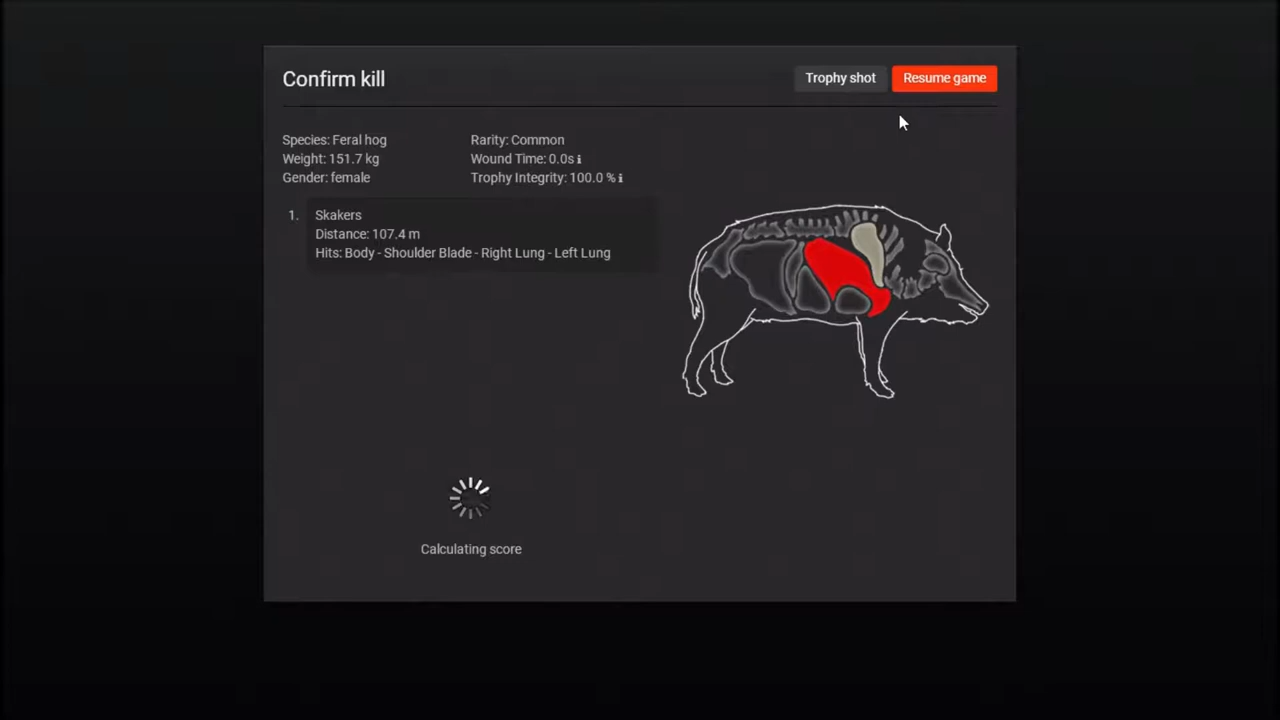 Confirm kill
Trophy shot
Resume game
Species: Feral hog
Weight: 151.7 kg
Gender: female
Rarity: Common
Wound Time: 0.0s i
Trophy Integrity: 100.0 % i
1. Skakers
Distance: 107.4 m
Hits: Body - Shoulder Blade - Right Lung - Left Lung
Calculating score